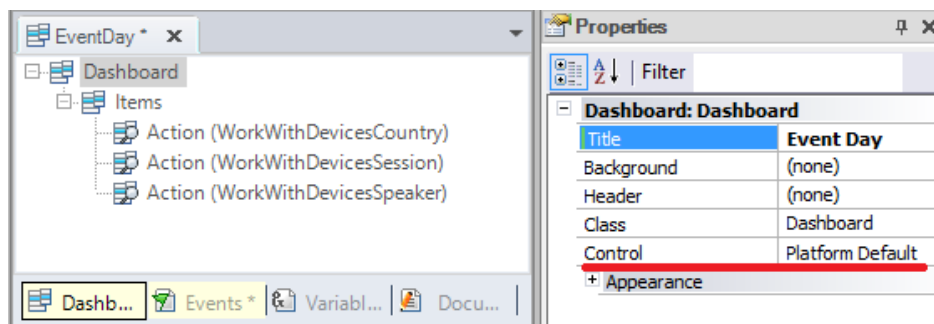 EventDay *
Dashboard
Items
Action (WorkWithDevicesCountry)
Action (WorkWithDevicesSession)
Action (WorkWithDevicesSpeaker)
Dashb... Events * Variabl... Docu...
Properties
Filter
Dashboard: Dashboard
Title Event Day
Background (none)
Header (none)
Class Dashboard
Control Platform Default
Appearance